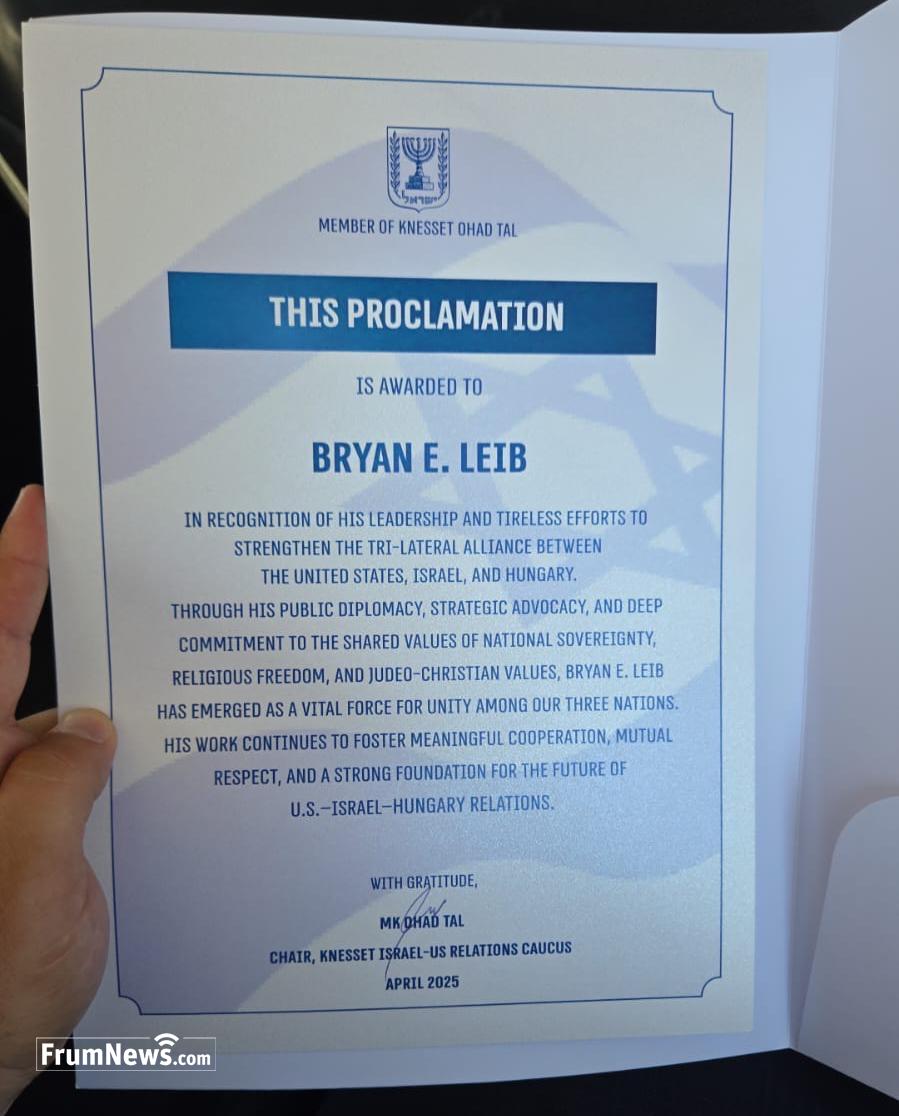 ישראל
MEMBER OF KNESSET OHAD TAL
THIS PROCLAMATION
IS AWARDED TO
BRYAN E. LEIB
IN RECOGNITION OF HIS LEADERSHIP AND TIRELESS EFFORTS TO
STRENGTHEN THE TRI-LATERAL ALLIANCE BETWEEN
THE UNITED STATES, ISRAEL, AND HUNGARY.
THROUGH HIS PUBLIC DIPLOMACY, STRATEGIC ADVOCACY, AND DEEP
COMMITMENT TO THE SHARED VALUES OF NATIONAL SOVEREIGNTY,
RELIGIOUS FREEDOM, AND JUDEO-CHRISTIAN VALUES, BRYAN E. LEIB
HAS EMERGED AS A VITAL FORCE FOR UNITY AMONG OUR THREE NATIONS.
HIS WORK CONTINUES TO FOSTER MEANINGFUL COOPERATION, MUTUAL
RESPECT, AND A STRONG FOUNDATION FOR THE FUTURE OF
U.S.–ISRAEL–HUNGARY RELATIONS.
WITH GRATITUDE,
MK OHAD TAL
CHAIR, KNESSET ISRAEL-US RELATIONS CAUCUS
APRIL 2025
FrumNews.com